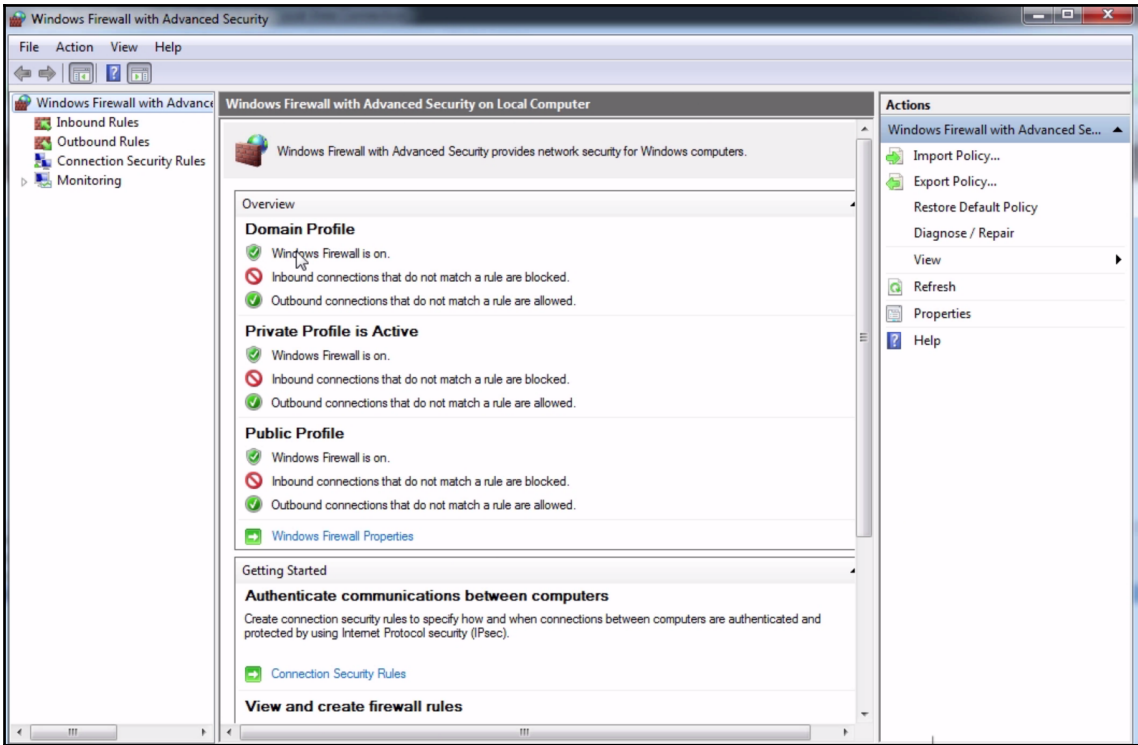 Windows Firewall with Advanced Security
File Action View Help
Windows Firewall with Advance
Inbound Rules
Outbound Rules
Connection Security Rules
Monitoring
Windows Firewall with Advanced Security on Local Computer
Windows Firewall with Advanced Security provides network security for Windows computers.
Overview
Domain Profile
Windows Firewall is on.
Inbound connections that do not match a rule are blocked.
Outbound connections that do not match a rule are allowed.
Private Profile is Active
Windows Firewall is on.
Inbound connections that do not match a rule are blocked.
Outbound connections that do not match a rule are allowed.
Public Profile
Windows Firewall is on.
Inbound connections that do not match a rule are blocked.
Outbound connections that do not match a rule are allowed.
Windows Firewall Properties
Getting Started
Authenticate communications between computers
Create connection security rules to specify how and when connections between computers are authenticated and
protected by using Internet Protocol security (IPsec).
Connection Security Rules
View and create firewall rules
Actions
Windows Firewall with Advanced Se...
Import Policy...
Export Policy...
Restore Default Policy
Diagnose / Repair
View
Refresh
Properties
Help